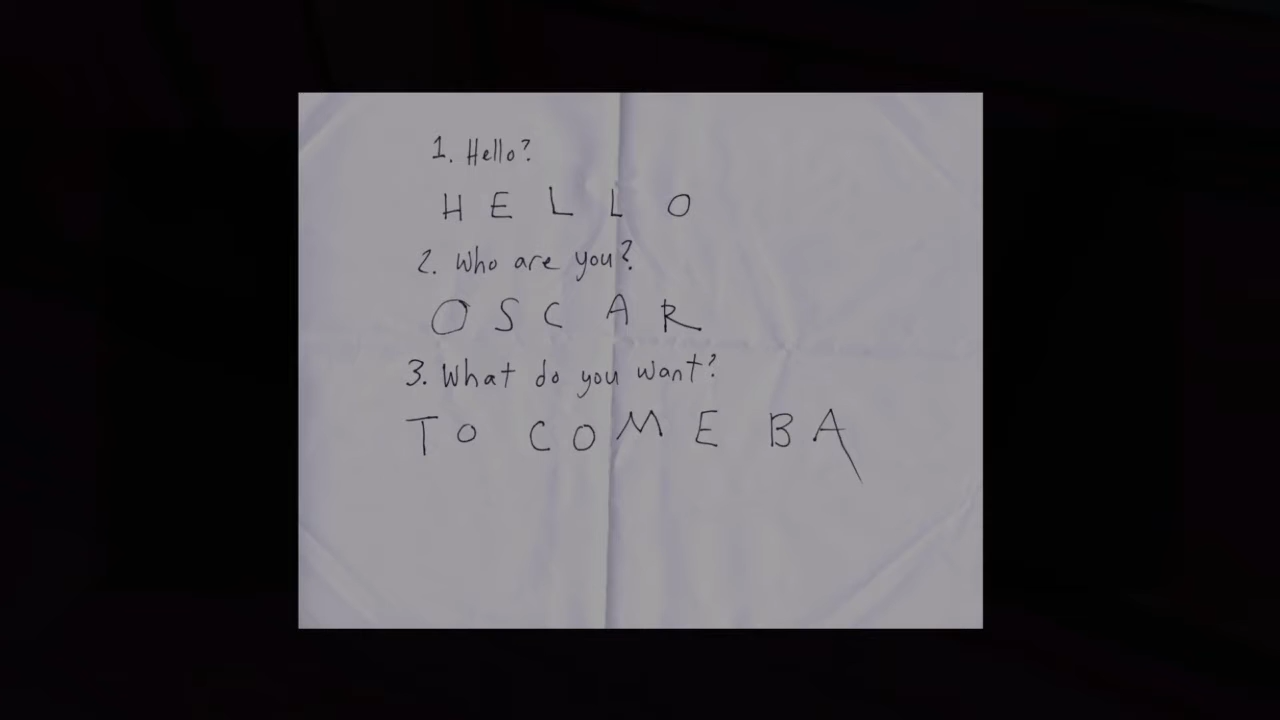 1. Hello?
H E L L O
2. Who are you?
O S C A R
3. What do you want?
T O C O M E B A